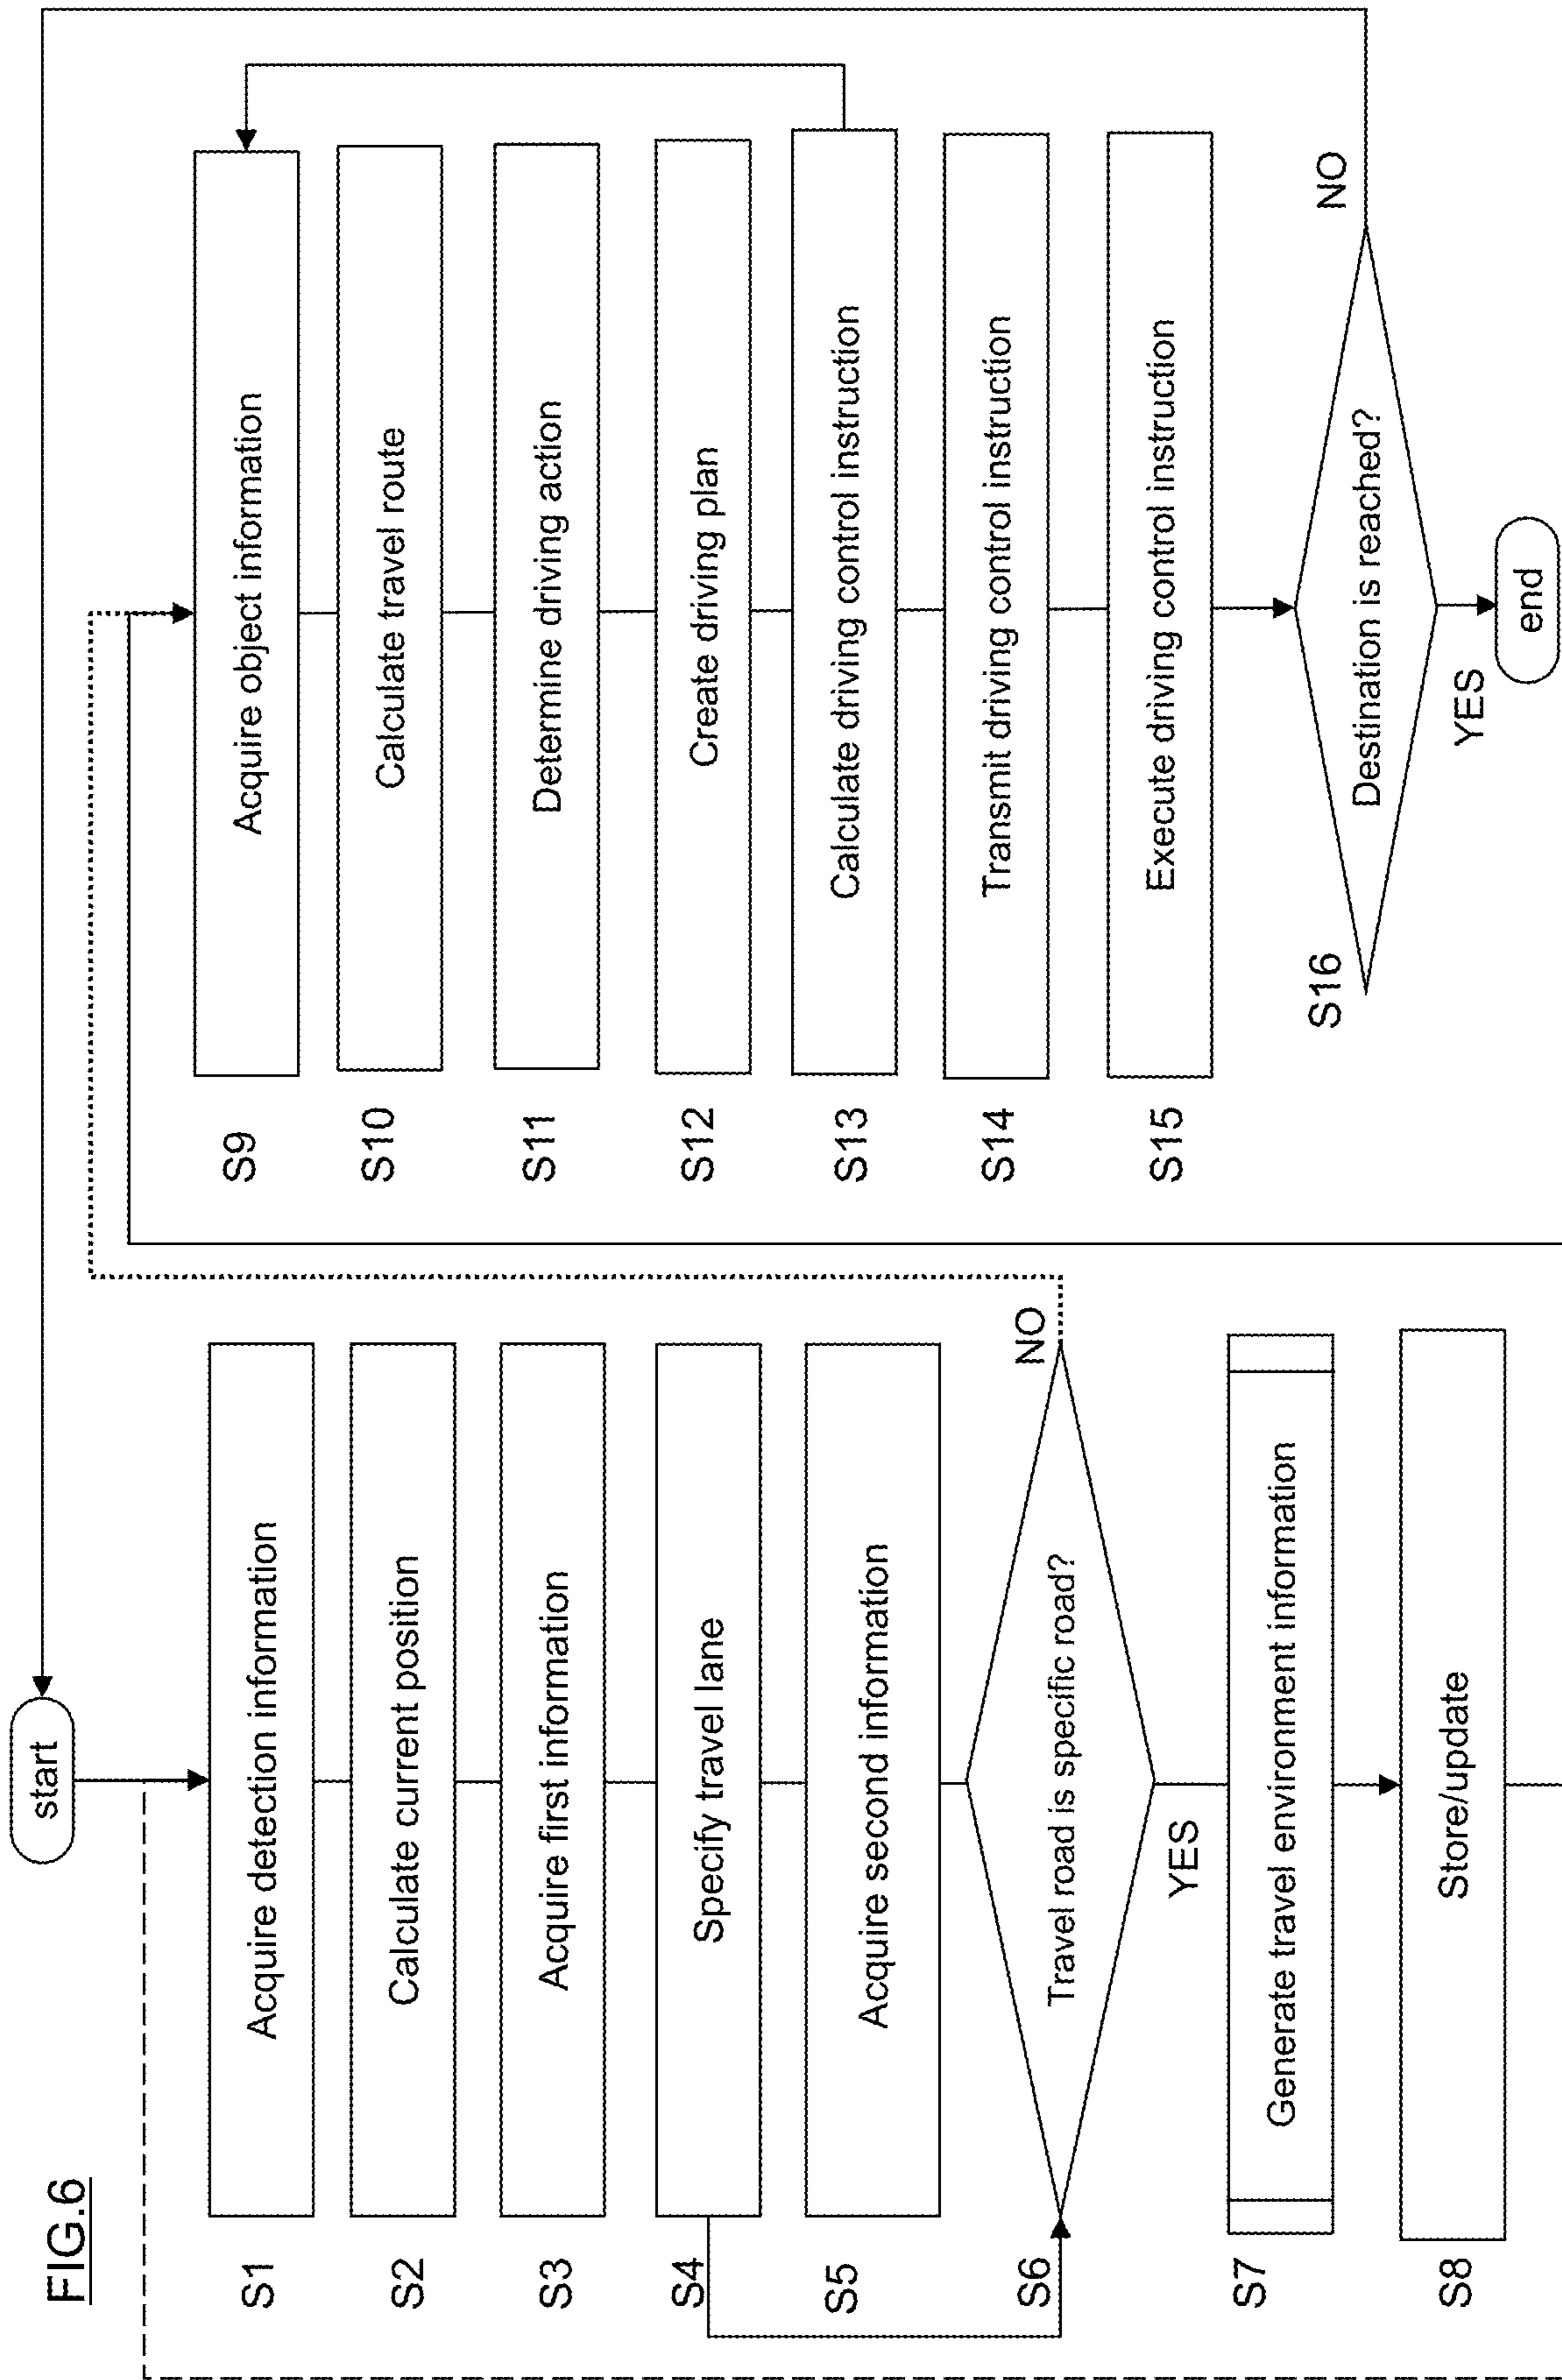 FIG.6
start
S1
Acquire detection information
S2
Calculate current position
S3
Acquire first information
S4
Specify travel lane
S5
Acquire second information
S6
Travel road is specific road?
NO
YES
S7
Generate travel environment information
S8
Store/update
S9
Acquire object information
S10
Calculate travel route
S11
Determine driving action
S12
Create driving plan
S13
Calculate driving control instruction
S14
Transmit driving control instruction
S15
Execute driving control instruction
S16
Destination is reached?
NO
YES
end